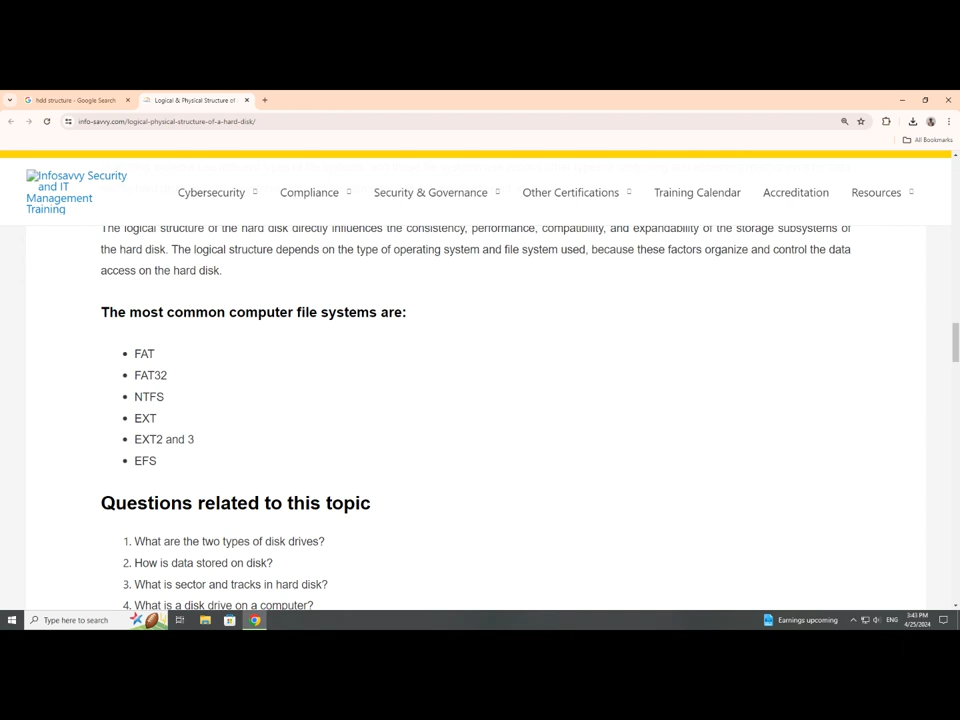 hdd structure - Google Search
Logical & Physical Structure of
info-savvy.com/logical-physical-structure-of-a-hard-disk/
All Bookmarks
Infosavvy Security and IT Management Training
Cybersecurity Compliance Security & Governance Other Certifications Training Calendar Accreditation Resources
The logical structure of the hard disk directly influences the consistency, performance, compatibility, and expandability of the storage subsystems of
the hard disk. The logical structure depends on the type of operating system and file system used, because these factors organize and control the data
access on the hard disk.
The most common computer file systems are:
• FAT
• FAT32
• NTFS
• EXT
• EXT2 and 3
• EFS
Questions related to this topic
1. What are the two types of disk drives?
2. How is data stored on disk?
3. What is sector and tracks in hard disk?
4. What is a disk drive on a computer?
Type here to search
Earnings upcoming
ENG
3:43 PM
4/25/2024